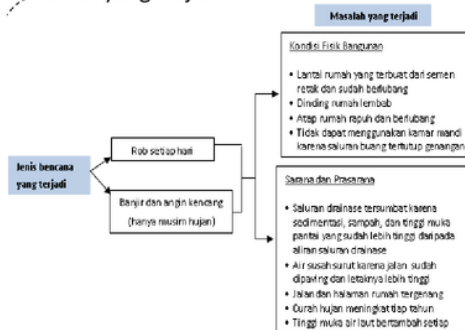 Masalah yang terjadi
Kondisi Fisik Bangunan
• Lantai rumah yang terbuat dari semen
retak dan sudah berlubang
• Dinding rumah lembab
• Atap rumah rapuh dan berlubang
• Tidak dapat menggunakan kamar mandi
karena saluran buang tertutup genangan
Jenis bencana
yang terjadi
Rob setiap hari
Banjir dan angin kencang
(hanya musim hujan)
Sarana dan Prasarana
• Saluran drainase tersumbat karena
sedimentasi, sampah, dan tinggi muka
pantai yang sudah lebih tinggi daripada
aliran saluran drainase
• Air susah surut karena jalan sudah
dipaving dan letaknya lebih tinggi
• Jalan dan halaman rumah tergenang
• Curah hujan meningkat tiap tahun
• Tinggi muka air laut bertambah setiap